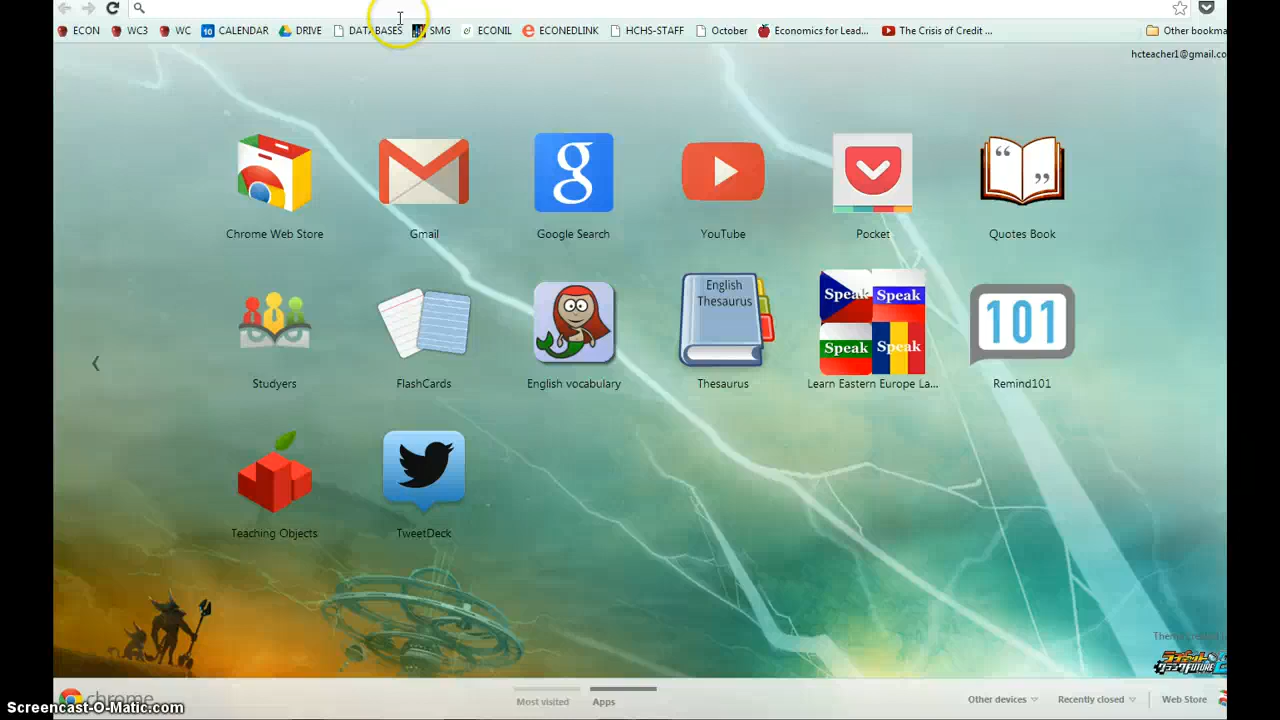 ECON WC3 WC 10 CALENDAR DRIVE DATABASES SMG ECONIL ECONEDLINK HCHS-STAFF October Economics for Lead... The Crisis of Credit ... Other bookma
hcteacher1@gmail.co
Chrome Web Store Gmail Google Search YouTube Pocket Quotes Book
English
Thesaurus
Speak Speak
Speak Speak
101
Studyers FlashCards English vocabulary Thesaurus Learn Eastern Europe La... Remind101
Teaching Objects TweetDeck
chrome Most visited Apps Other devices Recently closed Web Store
Screencast-O-Matic.com